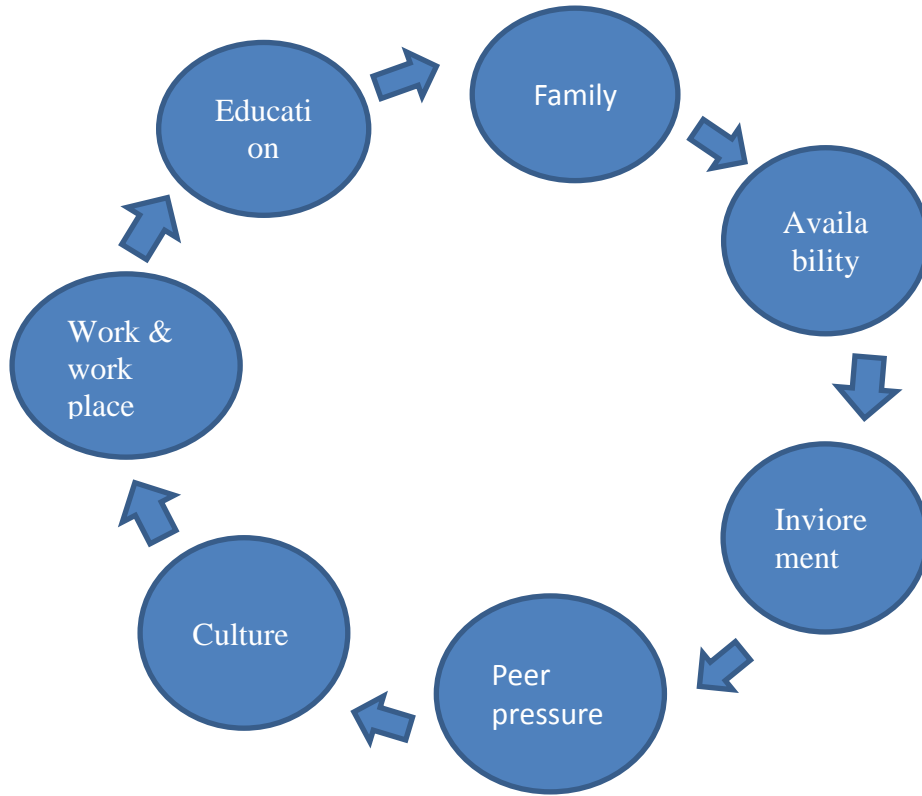 Family
Educati
on
Availa
bility
Work &
work
place
Inviore
ment
Culture
Peer
pressure